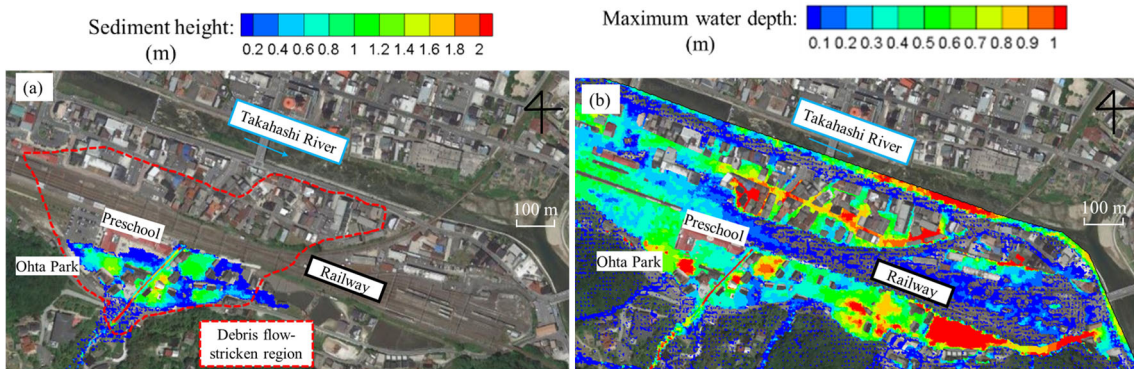 Sediment height:
(m)
0.2 0.4 0.6 0.8 1 1.2 1.4 1.6 1.8 2
Maximum water depth:
(m)
0.1 0.2 0.3 0.4 0.5 0.6 0.7 0.8 0.9 1
(a)
Takahashi River
Preschool
Ohta Park
Railway
100 m
Debris flow-
stricken region
(b)
Takahashi River
Preschool
Ohta Park
Railway
100 m